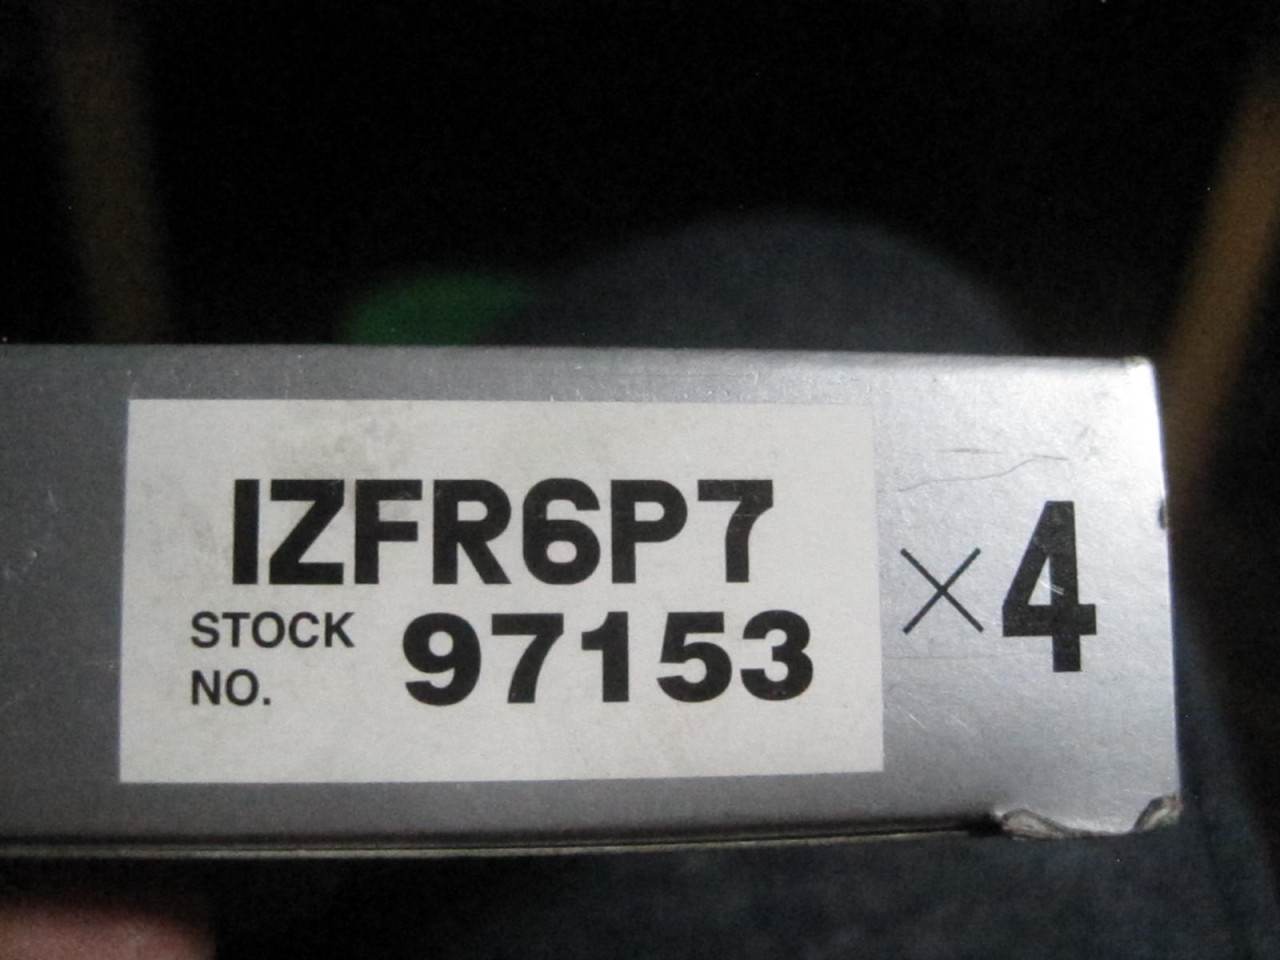 IZFR6P7
STOCK NO. 97153
×4